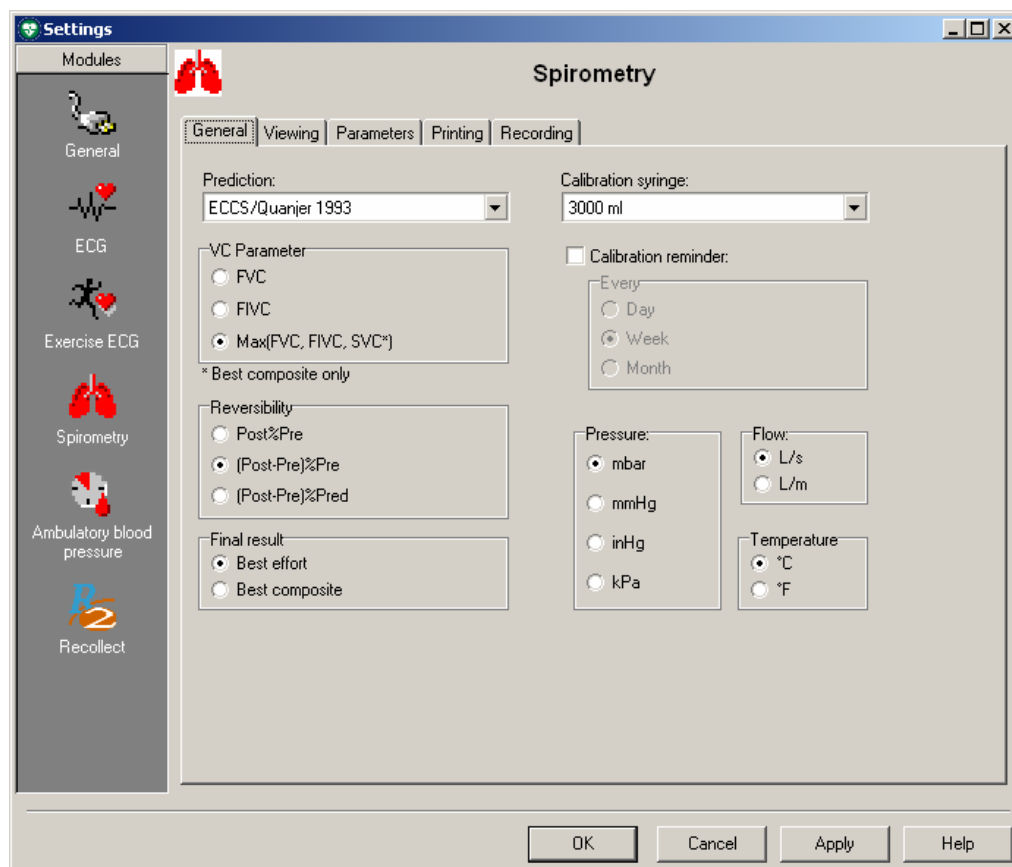 Settings
Modules
General
ECG
Exercise ECG
Spirometry
Ambulatory blood
pressure
Recollect
Spirometry
General
Viewing
Parameters
Printing
Recording
Prediction:
ECCS/Quanjer 1993
VC Parameter
FVC
FIVC
Max(FVC, FIVC, SVC*)
* Best composite only
Reversibility
Post%Pre
(Post-Pre)%Pre
(Post-Pre)%Pred
Final result
Best effort
Best composite
Calibration syringe:
3000 ml
Calibration reminder:
Every
Day
Week
Month
Pressure:
mbar
mmHg
inHg
kPa
Flow:
L/s
L/m
Temperature
°C
°F
OK
Cancel
Apply
Help